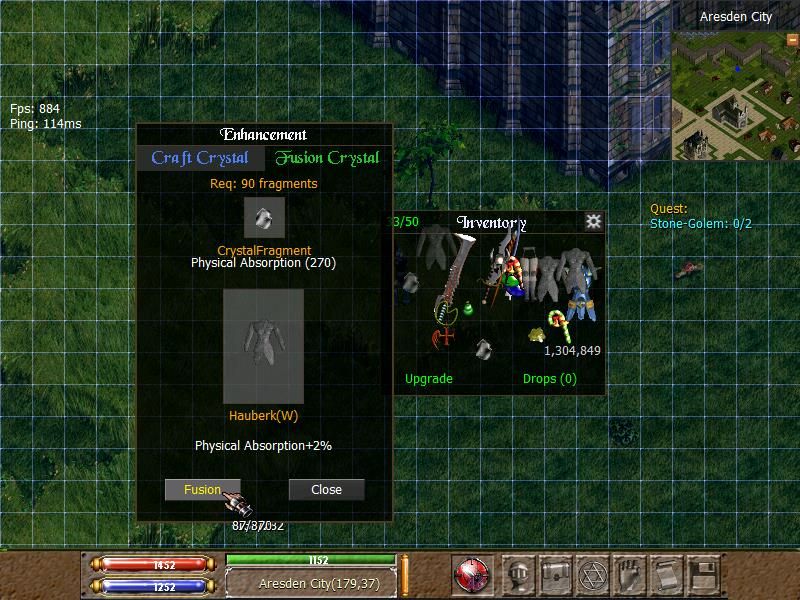 Aresden City
Fps: 884
Ping: 114ms
Enhancement
Craft Crystal
Fusion Crystal
Req: 90 fragments
CrystalFragment
Physical Absorption (270)
Hauberk(W)
Physical Absorption+2%
Fusion
Close
33/50
Inventory
1,304,849
Upgrade
Drops (0)
Quest:
Stone-Golem: 0/2
1452
1252
1152
Aresden City(179,37)